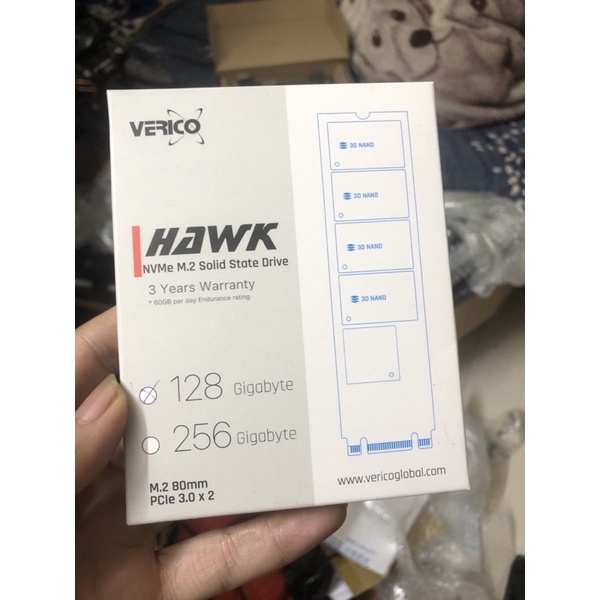 VERICO
HAWK
NVMe M.2 Solid State Drive
3 Years Warranty
* 60GB per day Endurance rating
128 Gigabyte
256 Gigabyte
M.2 80mm
PCIe 3.0 x 2
3D NAND
3D NAND
3D NAND
3D NAND
www.vericoglobal.com